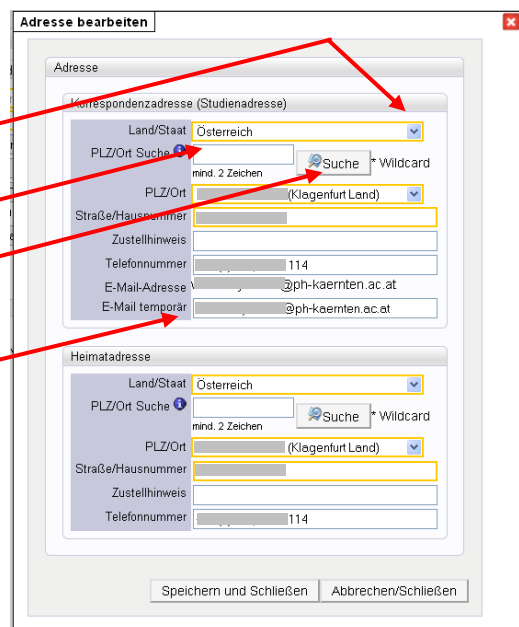 Adresse bearbeiten
Adresse
Korrespondenzadresse (Studienadresse)
Land/Staat Österreich
PLZ/Ort Suche Suche * Wildcard
mind. 2 Zeichen
PLZ/Ort (Klagenfurt Land)
Straße/Hausnummer
Zustellhinweis
Telefonnummer 114
E-Mail-Adresse @ph-kaernten.ac.at
E-Mail temporär @ph-kaernten.ac.at
Heimatadresse
Land/Staat Österreich
PLZ/Ort Suche Suche * Wildcard
mind. 2 Zeichen
PLZ/Ort (Klagenfurt Land)
Straße/Hausnummer
Zustellhinweis
Telefonnummer 114
Speichern und Schließen Abbrechen/Schließen